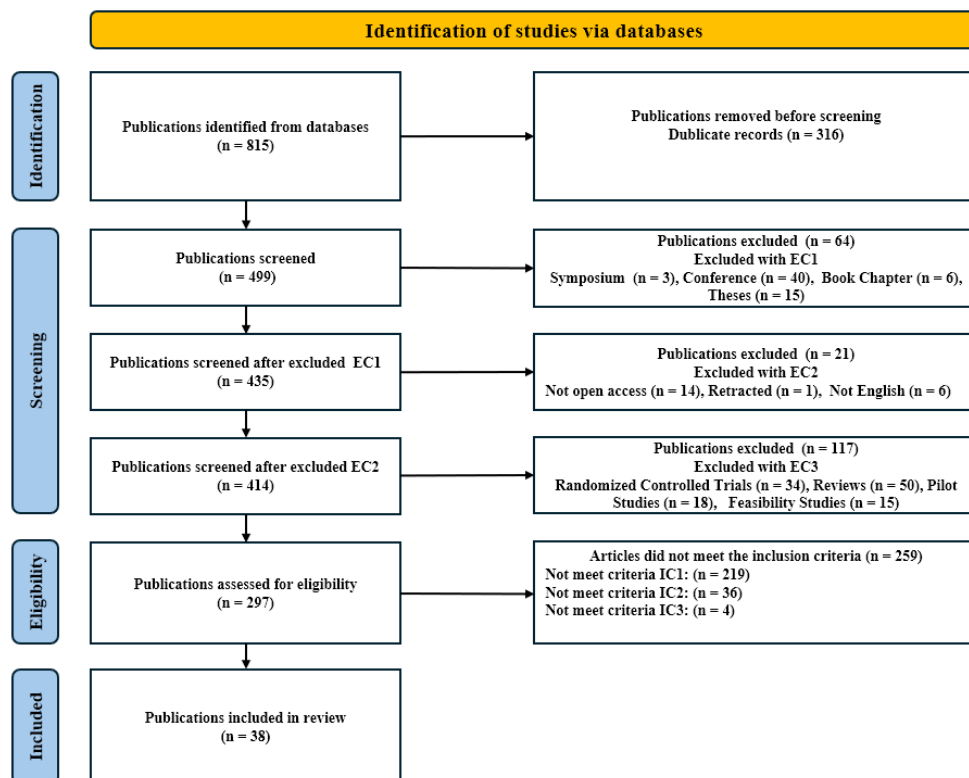 Identification of studies via databases
Identification
Publications identified from databases
(n = 815)
Publications removed before screening
Dublicate records (n = 316)
Screening
Publications screened
(n = 499)
Publications excluded (n = 64)
Excluded with EC1
Symposium (n = 3), Conference (n = 40), Book Chapter (n = 6),
Theses (n = 15)
Publications screened after excluded EC1
(n = 435)
Publications excluded (n = 21)
Excluded with EC2
Not open access (n = 14), Retracted (n = 1), Not English (n = 6)
Publications screened after excluded EC2
(n = 414)
Publications excluded (n = 117)
Excluded with EC3
Randomized Controlled Trials (n = 34), Reviews (n = 50), Pilot
Studies (n = 18), Feasibility Studies (n = 15)
Eligibility
Publications assessed for eligibility
(n = 297)
Articles did not meet the inclusion criteria (n = 259)
Not meet criteria IC1: (n = 219)
Not meet criteria IC2: (n = 36)
Not meet criteria IC3: (n = 4)
Included
Publications included in review
(n = 38)